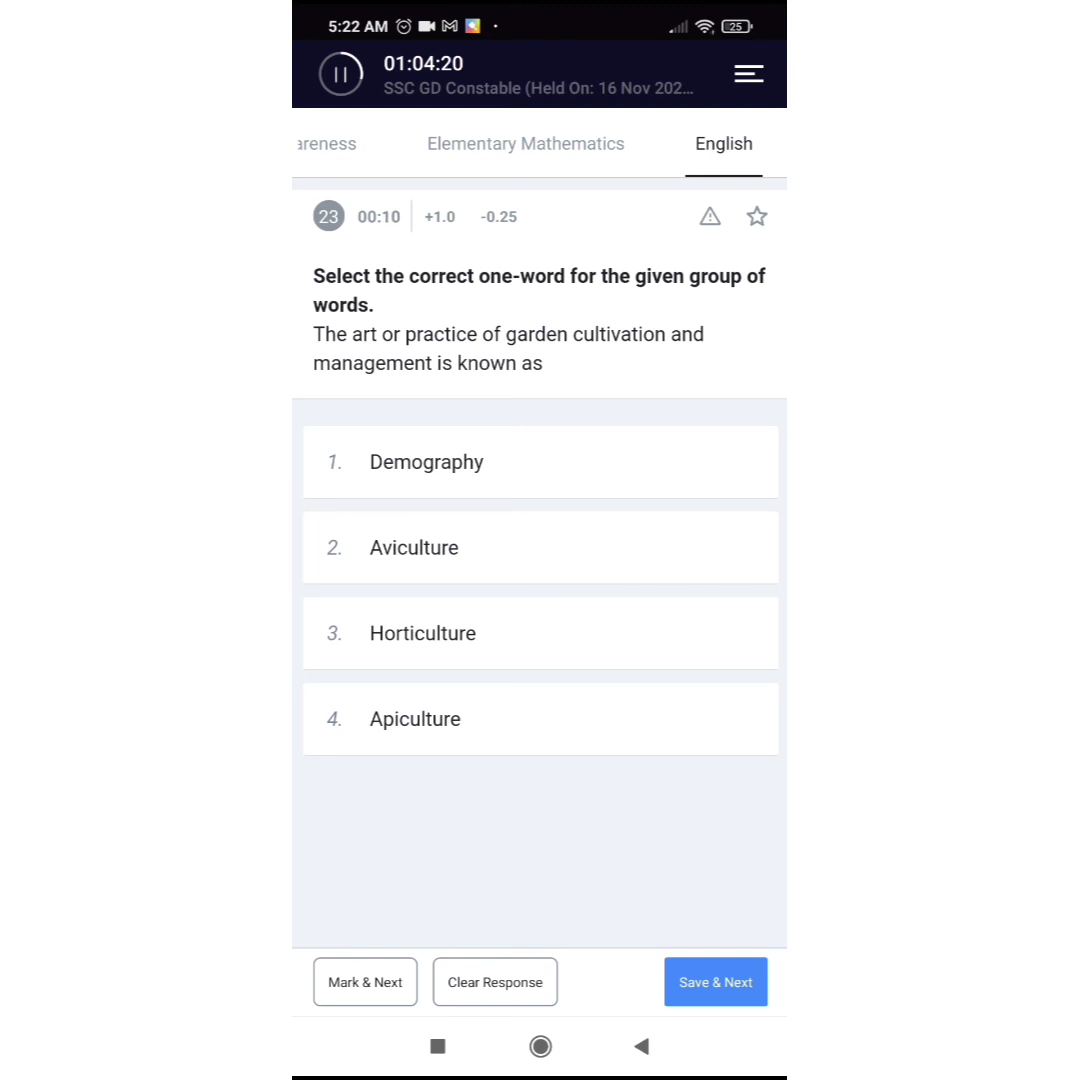 5:22 AM
25
01:04:20
SSC GD Constable (Held On: 16 Nov 202...
areness
Elementary Mathematics
English
23
00:10
+1.0
-0.25
Select the correct one-word for the given group of
words.
The art or practice of garden cultivation and
management is known as
1. Demography
2. Aviculture
3. Horticulture
4. Apiculture
Mark & Next
Clear Response
Save & Next